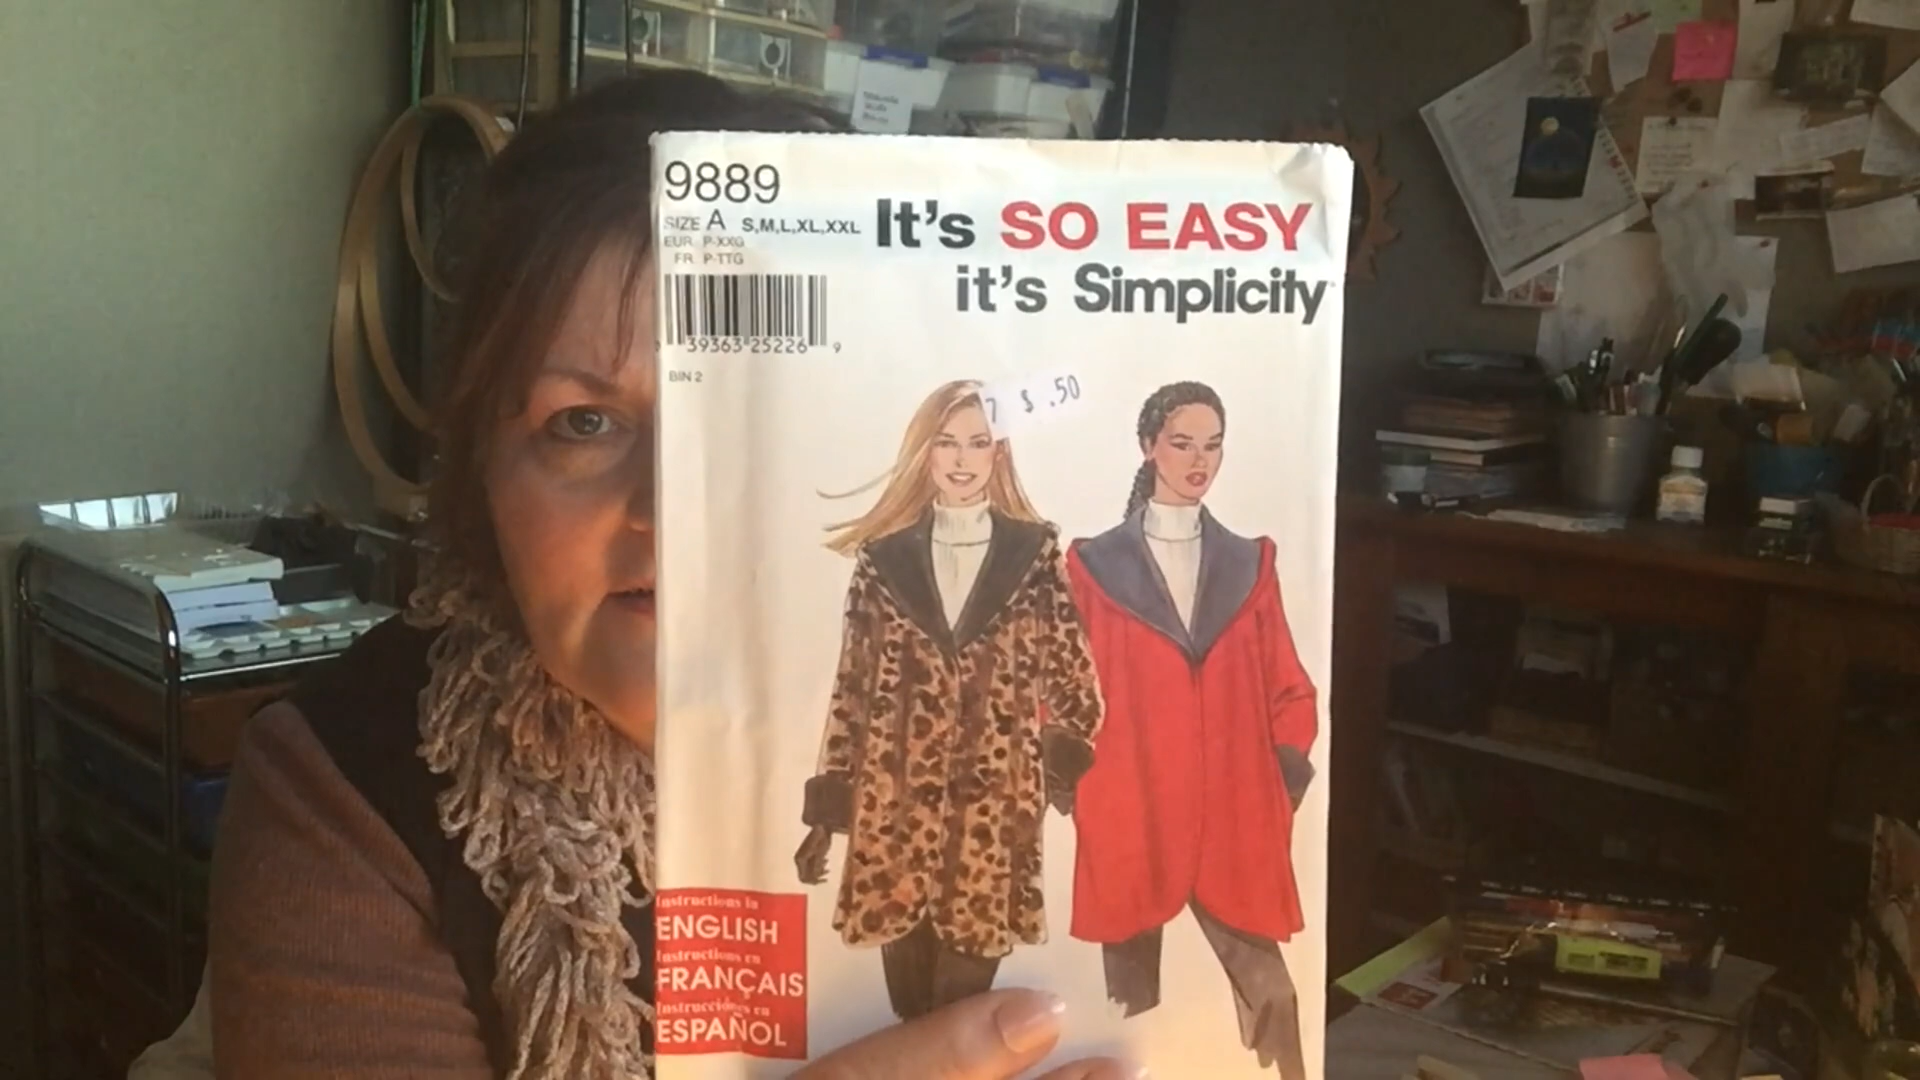 9889
SIZE A S,M,L,XL,XXL
EUR P-XXG
FR P-TTG
It's SO EASY
it's Simplicity
39363 25226 9
BIN 2
7 $ .50
Instructions in
ENGLISH
Instructions en
FRANÇAIS
Instrucciones en
ESPAÑOL